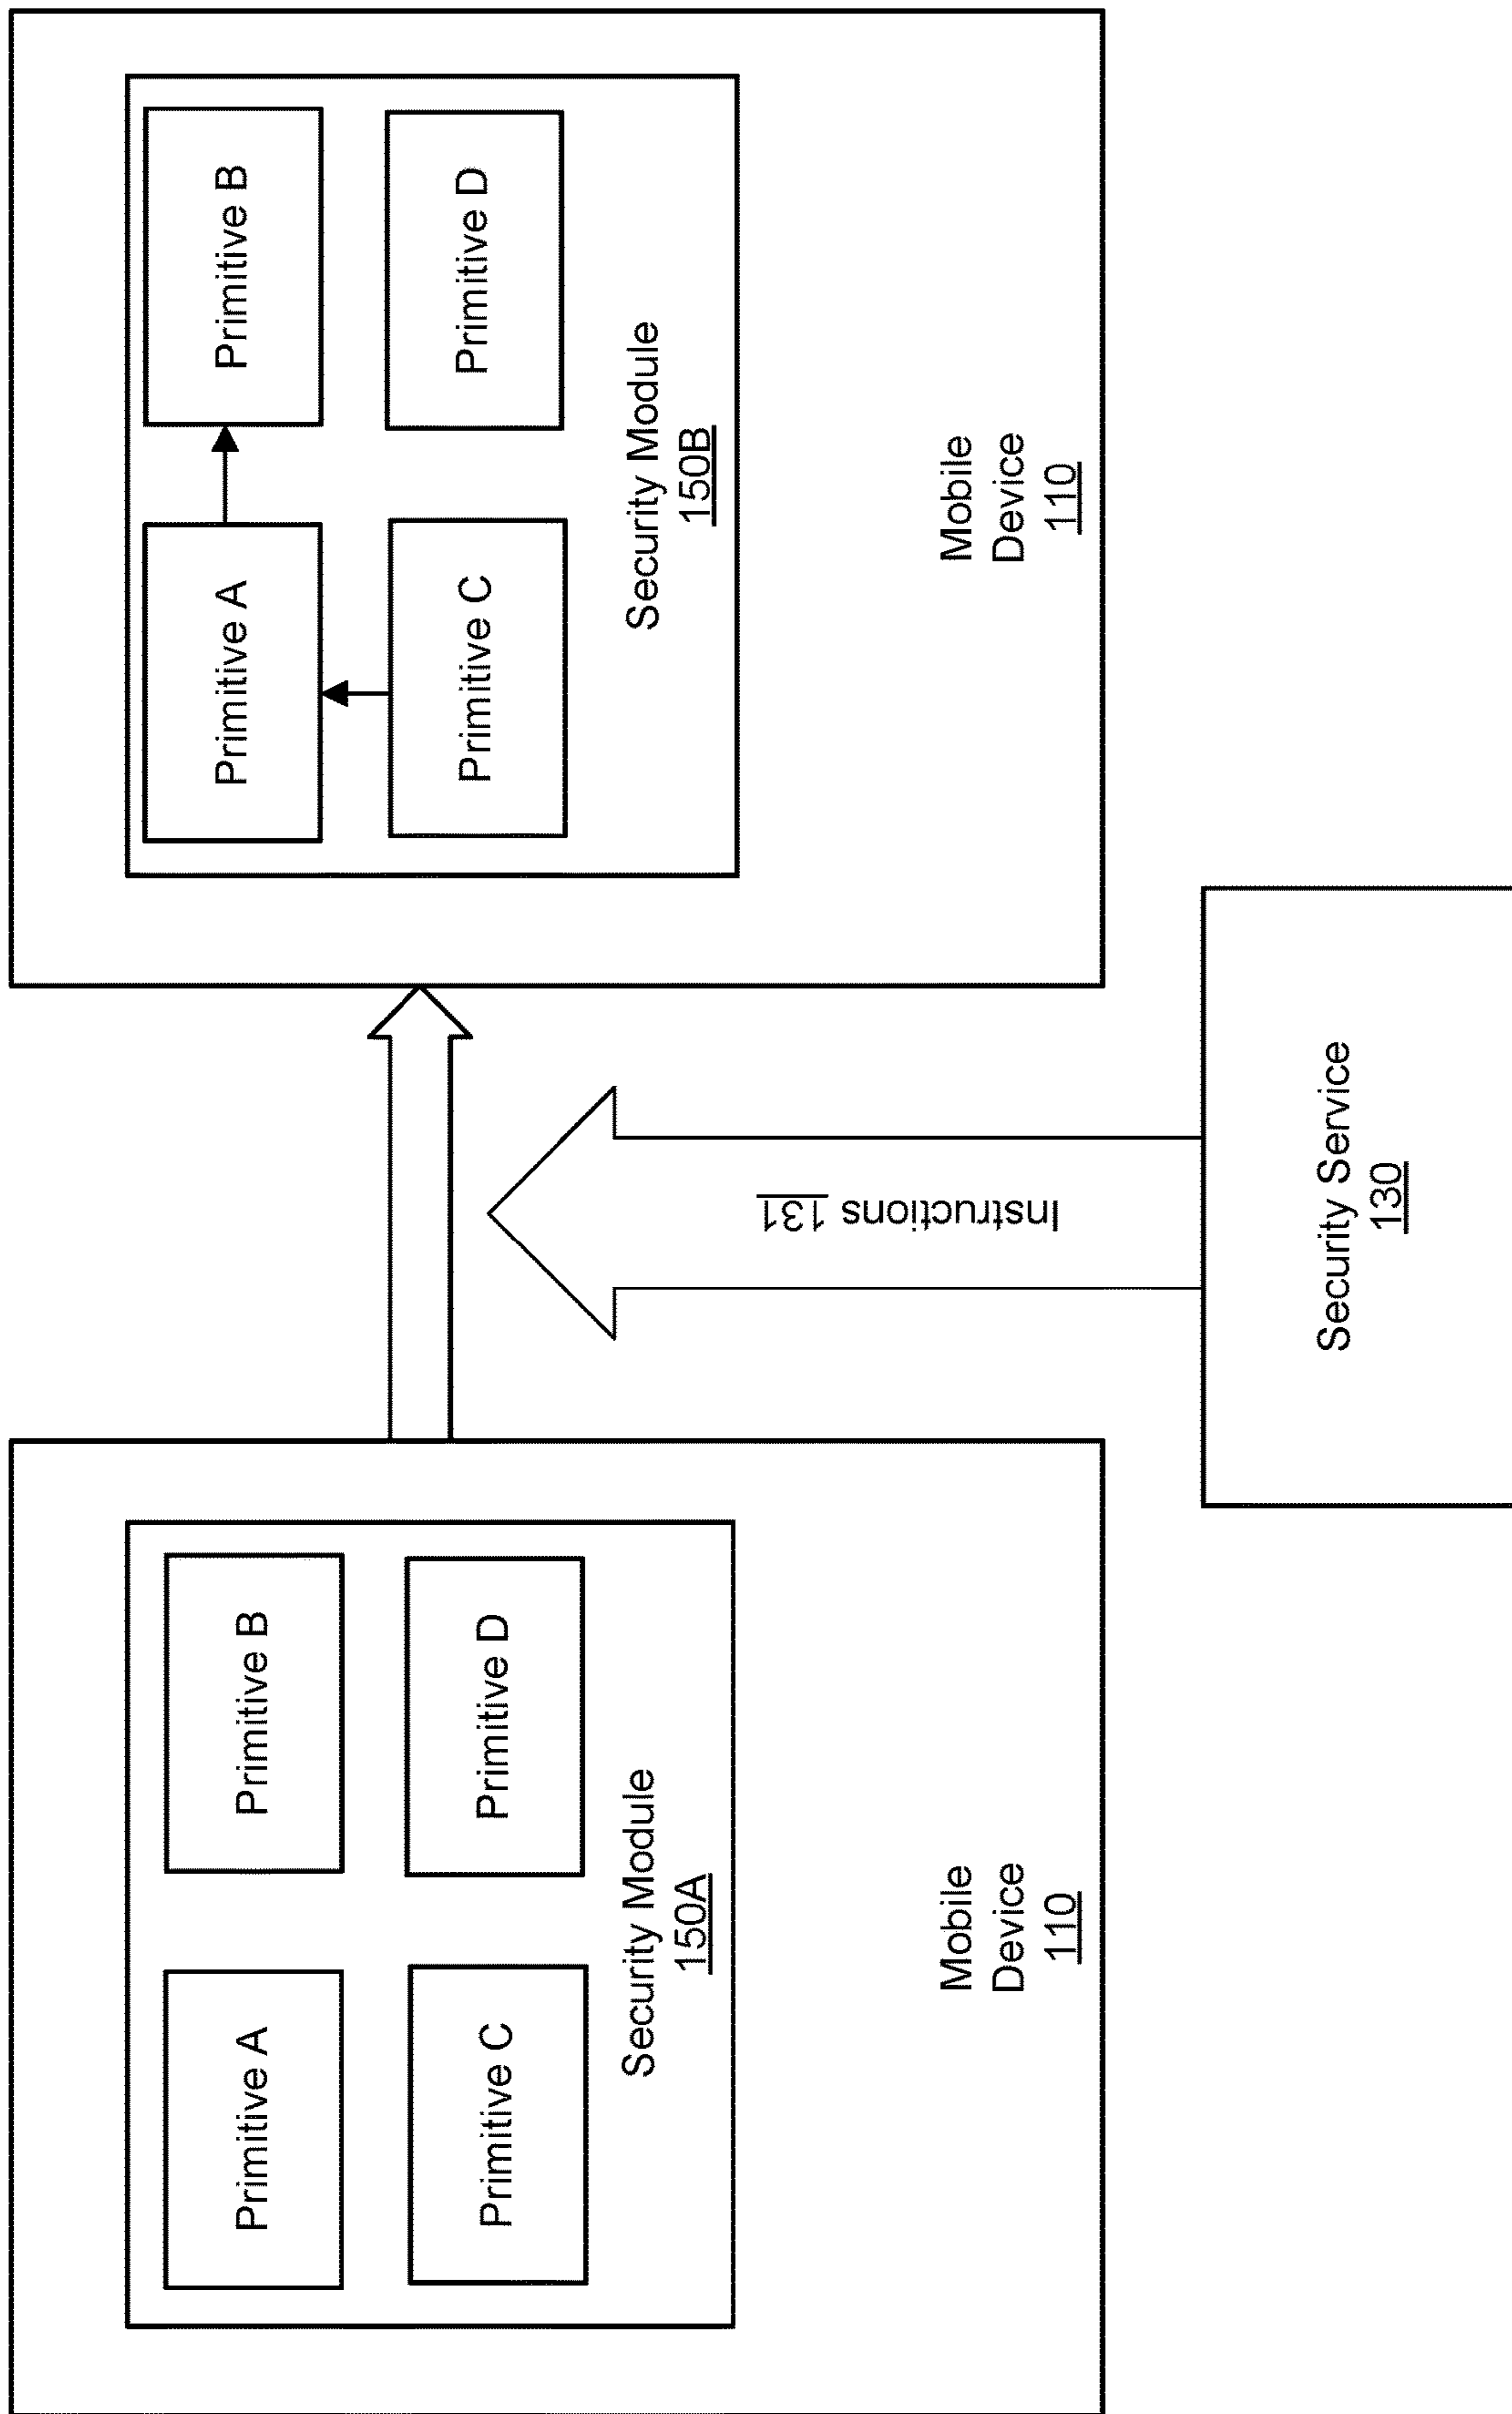 Primitive A
Primitive B
Primitive C
Primitive D
Security Module
150A
Mobile
Device
110
Instructions 131
Primitive A
Primitive B
Primitive C
Primitive D
Security Module
150B
Mobile
Device
110
Security Service
130